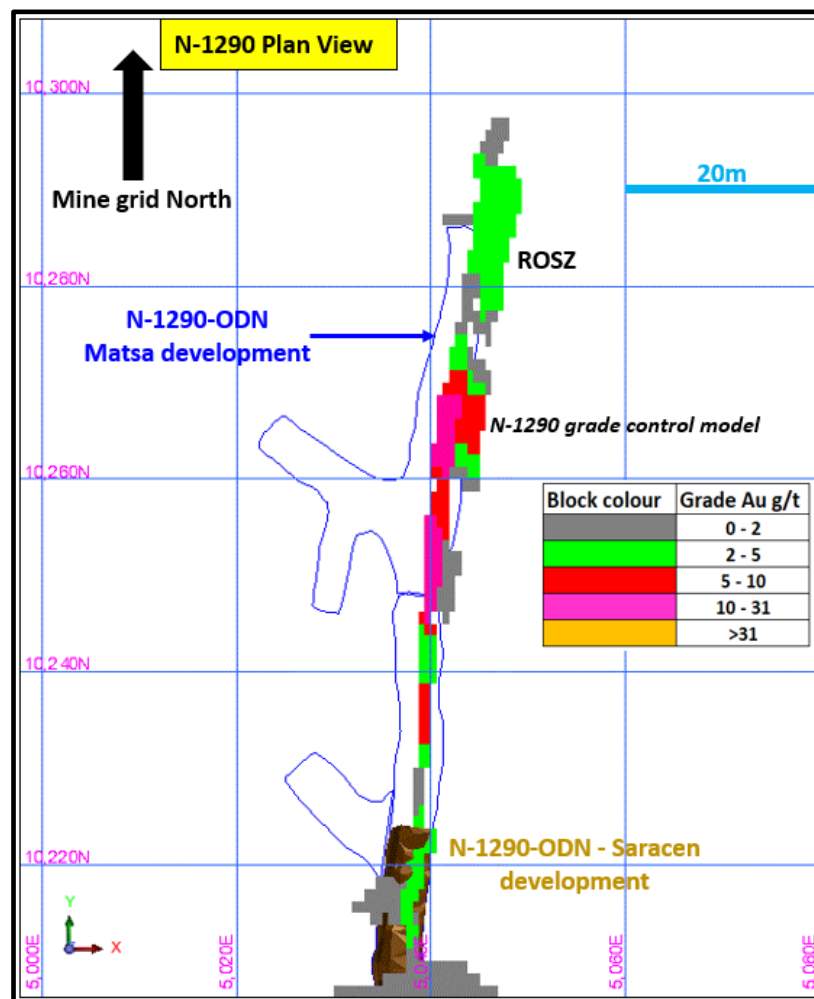 N-1290 Plan View
10,300N
Mine grid North
20m
ROSZ
10,280N
N-1290-ODN
Matsa development
N-1290 grade control model
10,260N
Block colour Grade Au g/t
0 - 2
2 - 5
5 - 10
10 - 31
>31
10,240N
10,220N
N-1290-ODN - Saracen
development
Y
X
5,000E
5,020E
5,040E
5,060E
5,080E